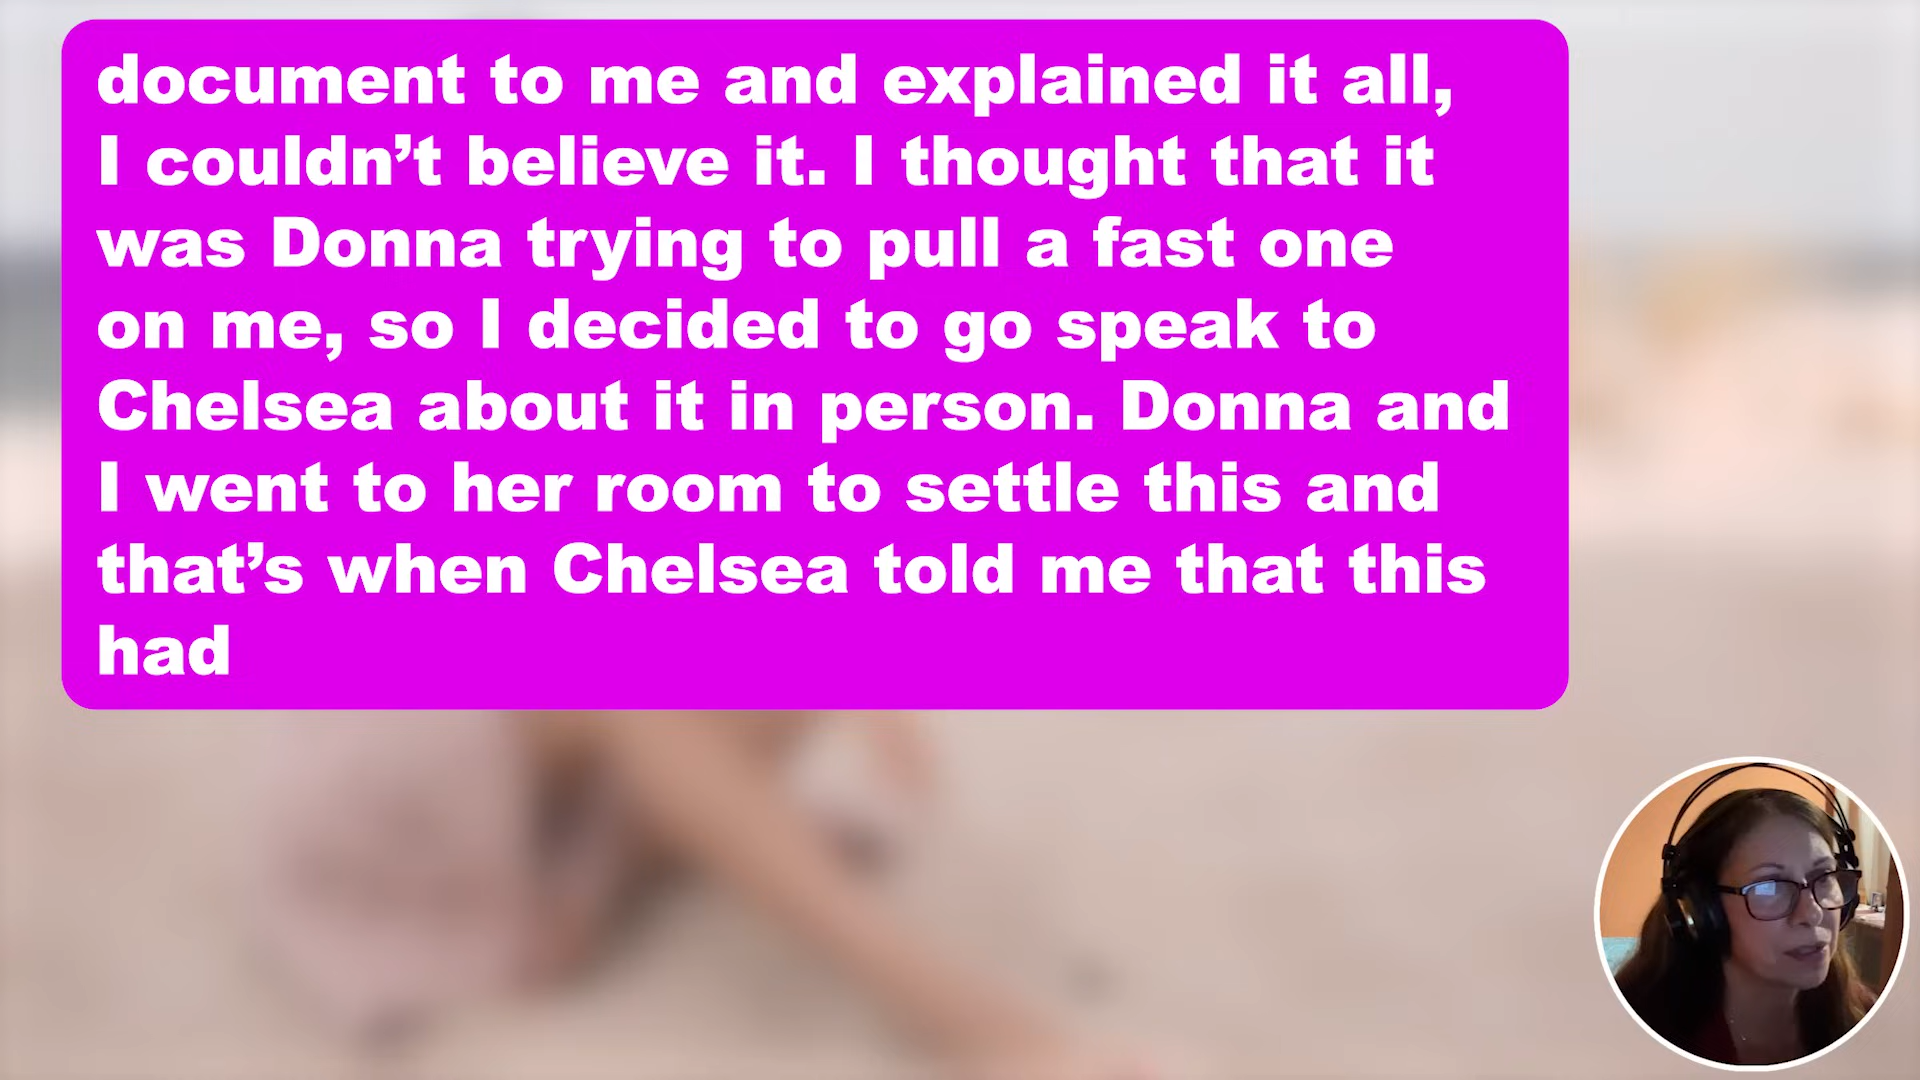 document to me and explained it all,
I couldn’t believe it. I thought that it
was Donna trying to pull a fast one
on me, so I decided to go speak to
Chelsea about it in person. Donna and
I went to her room to settle this and
that’s when Chelsea told me that this
had